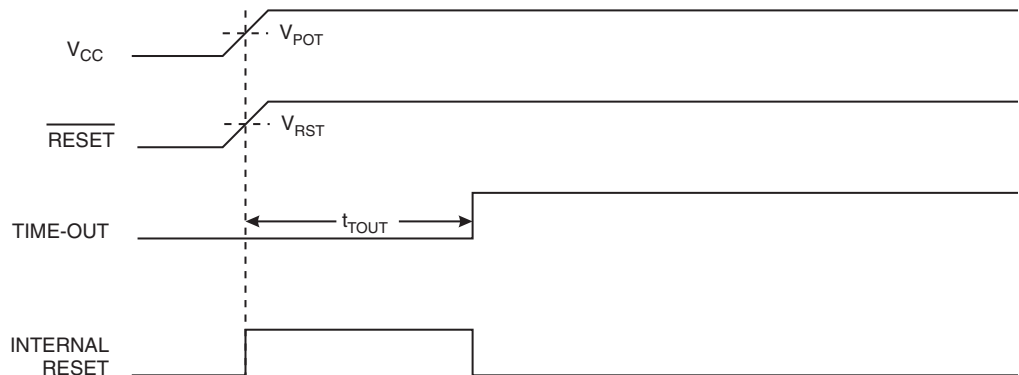 VCC
VPOT
RESET
VRST
TIME-OUT
tTOUT
INTERNAL
RESET